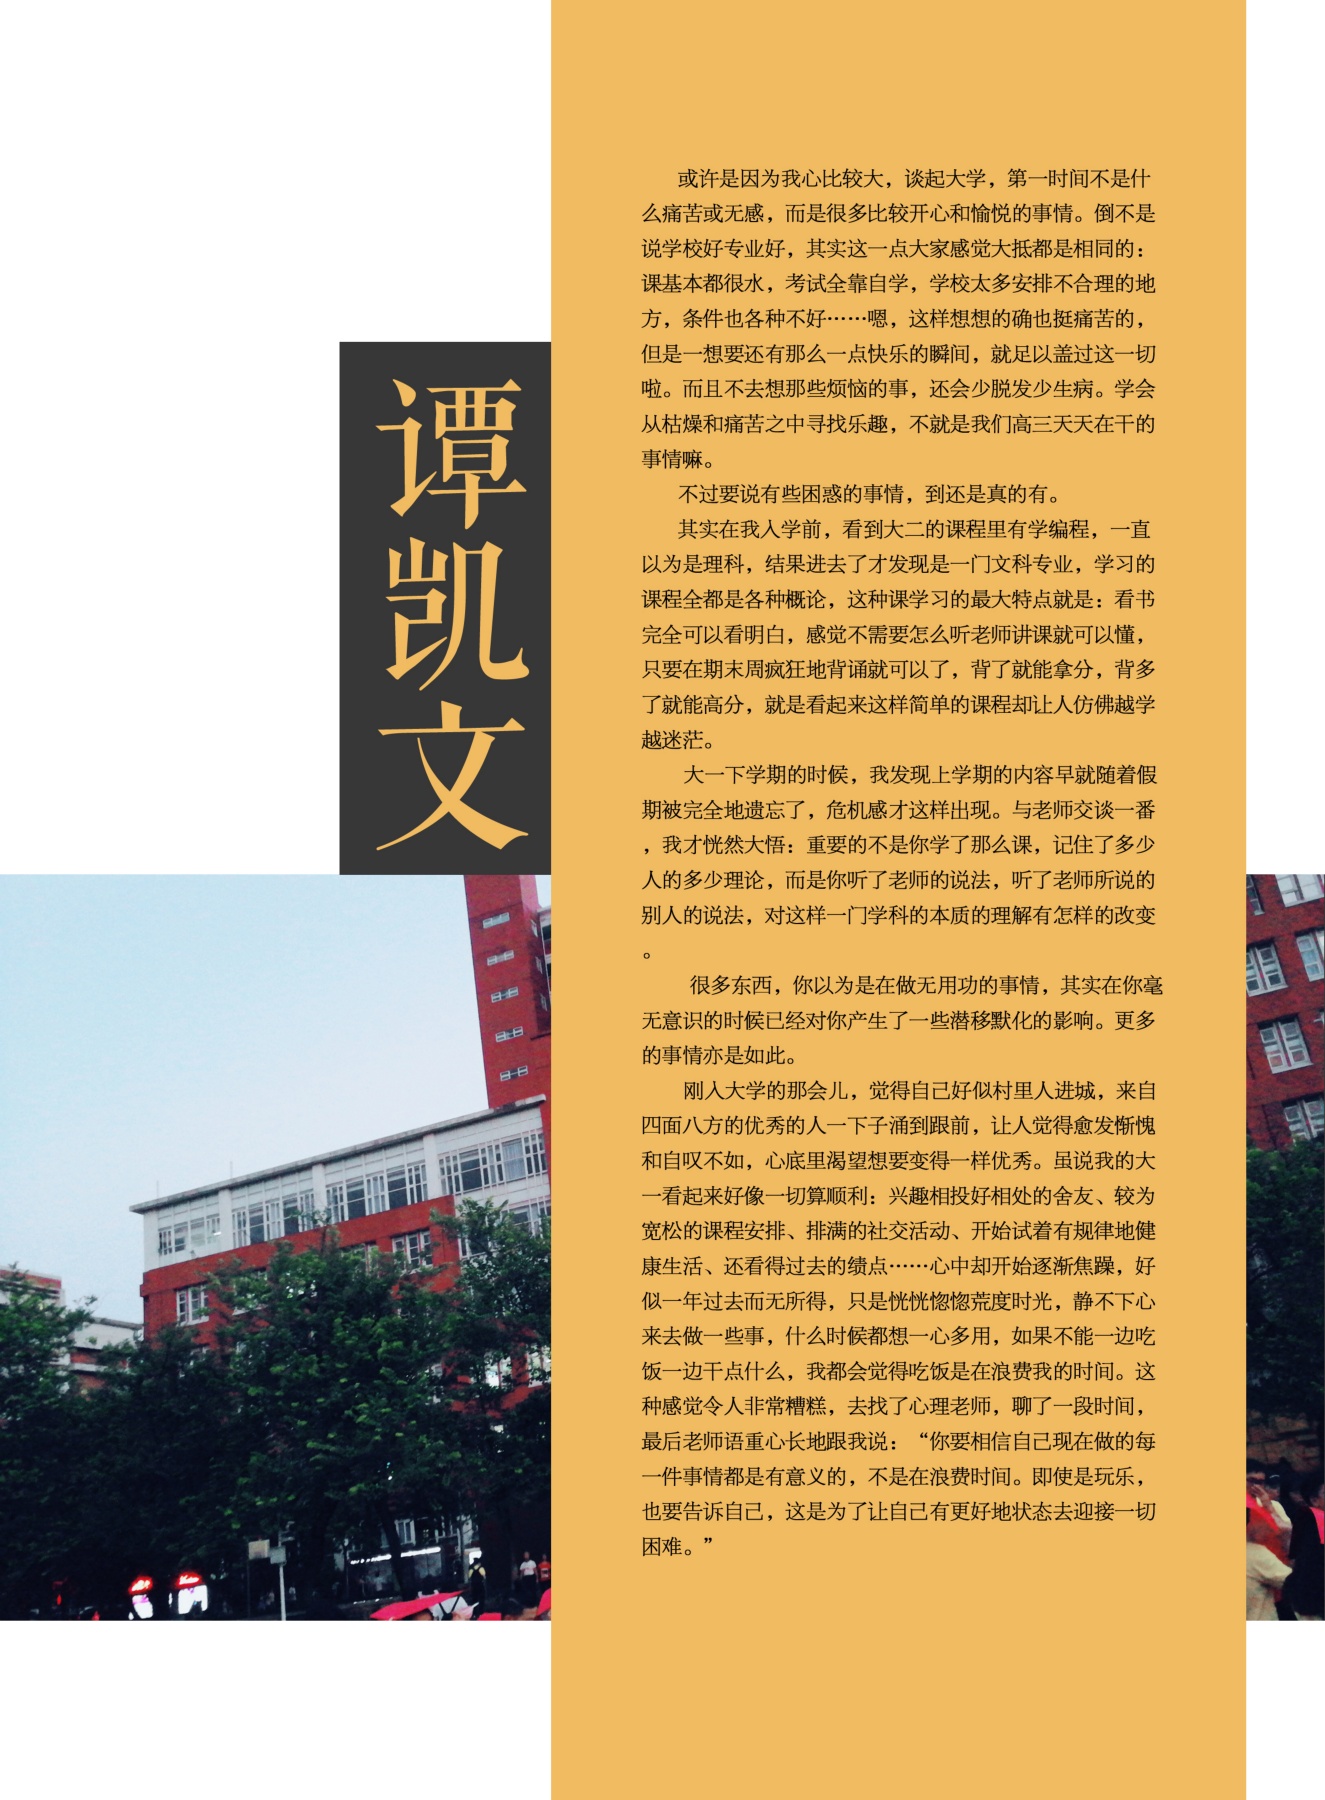 谭凯文
或许是因为我心比较大，谈起大学，第一时间不是什
么痛苦或无感，而是很多比较开心和愉悦的事情。倒不是
说学校好专业好，其实这一点大家感觉大抵都是相同的：
课基本都很水，考试全靠自学，学校太多安排不合理的地
方，条件也各种不好……嗯，这样想想的确也挺痛苦的，
但是一想要还有那么一点快乐的瞬间，就足以盖过这一切
啦。而且不去想那些烦恼的事，还会少脱发少生病。学会
从枯燥和痛苦之中寻找乐趣，不就是我们高三天天在干的
事情嘛。
不过要说有些困惑的事情，到还是真的有。
其实在我入学前，看到大二的课程里有学编程，一直
以为是理科，结果进去了才发现是一门文科专业，学习的
课程全都是各种概论，这种课学习的最大特点就是：看书
完全可以看明白，感觉不需要怎么听老师讲课就可以懂，
只要在期末周疯狂地背诵就可以了，背了就能拿分，背多
了就能高分，就是看起来这样简单的课程却让人仿佛越学
越迷茫。
大一下学期的时候，我发现上学期的内容早就随着假
期被完全地遗忘了，危机感才这样出现。与老师交谈一番
，我才恍然大悟：重要的不是你学了那么课，记住了多少
人的多少理论，而是你听了老师的说法，听了老师所说的
别人的说法，对这样一门学科的本质的理解有怎样的改变
。
很多东西，你以为是在做无用功的事情，其实在你毫
无意识的时候已经对你产生了一些潜移默化的影响。更多
的事情亦是如此。
刚入大学的那会儿，觉得自己好似村里人进城，来自
四面八方的优秀的人一下子涌到跟前，让人觉得愈发惭愧
和自叹不如，心底里渴望想要变得一样优秀。虽说我的大
一看起来好像一切算顺利：兴趣相投好相处的舍友、较为
宽松的课程安排、排满的社交活动、开始试着有规律地健
康生活、还看得过去的绩点……心中却开始逐渐焦躁，好
似一年过去而无所得，只是恍恍惚惚荒度时光，静不下心
来去做一些事，什么时候都想一心多用，如果不能一边吃
饭一边干点什么，我都会觉得吃饭是在浪费我的时间。这
种感觉令人非常糟糕，去找了心理老师，聊了一段时间，
最后老师语重心长地跟我说：“你要相信自己现在做的每
一件事情都是有意义的，不是在浪费时间。即使是玩乐，
也要告诉自己，这是为了让自己有更好地状态去迎接一切
困难。”